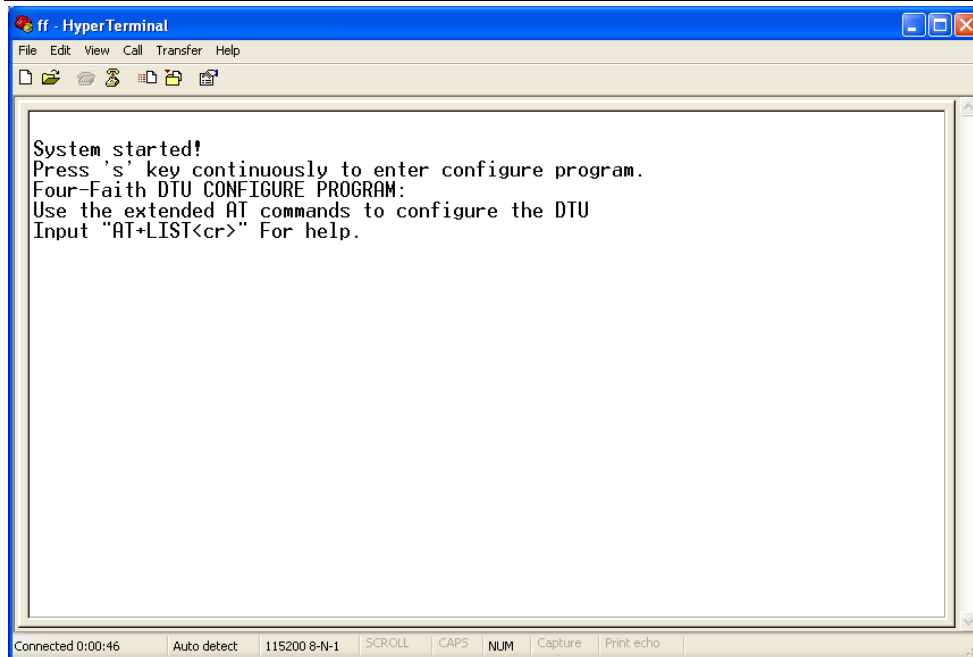 ff - HyperTerminal
File Edit View Call Transfer Help
System started!
Press 's' key continuously to enter configure program.
Four-Faith DTU CONFIGURE PROGRAM:
Use the extended AT commands to configure the DTU
Input "AT+LIST<cr>" For help.
Connected 0:00:46 Auto detect 115200 8-N-1 SCROLL CAPS NUM Capture Print echo